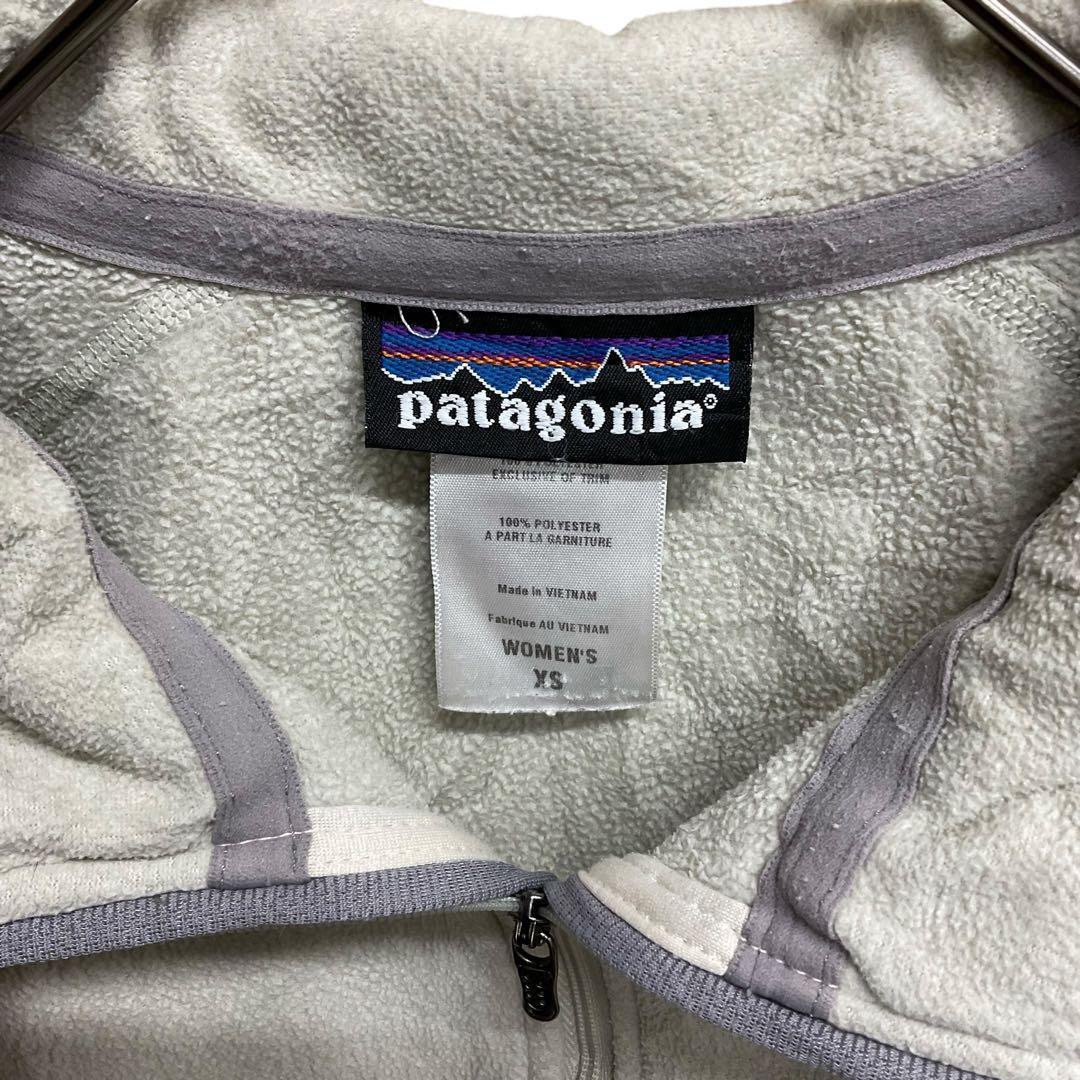 patagonia®
EXCLUSIVE OF TRIM
100% POLYESTER
A PART LA GARNITURE
Made in VIETNAM
Fabrique AU VIETNAM
WOMEN'S
XS